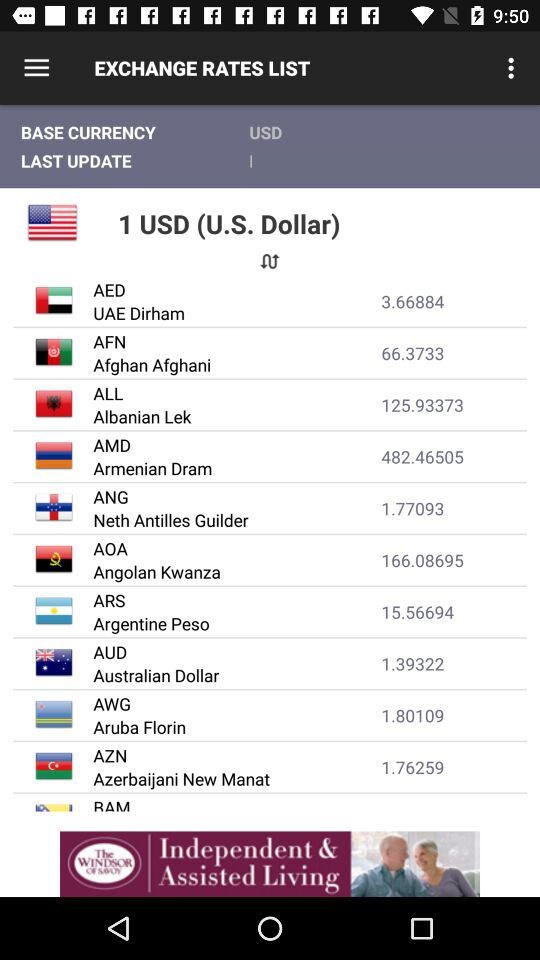 9:50
EXCHANGE RATES LIST
BASE CURRENCY USD
LAST UPDATE |
1 USD (U.S. Dollar)
AED
UAE Dirham
3.66884
AFN
Afghan Afghani
66.3733
ALL
Albanian Lek
125.93373
AMD
Armenian Dram
482.46505
ANG
Neth Antilles Guilder
1.77093
AOA
Angolan Kwanza
166.08695
ARS
Argentine Peso
15.56694
AUD
Australian Dollar
1.39322
AWG
Aruba Florin
1.80109
AZN
Azerbaijani New Manat
1.76259
BAM
The
WINDSOR
OF SAVOY
Independent &
Assisted Living